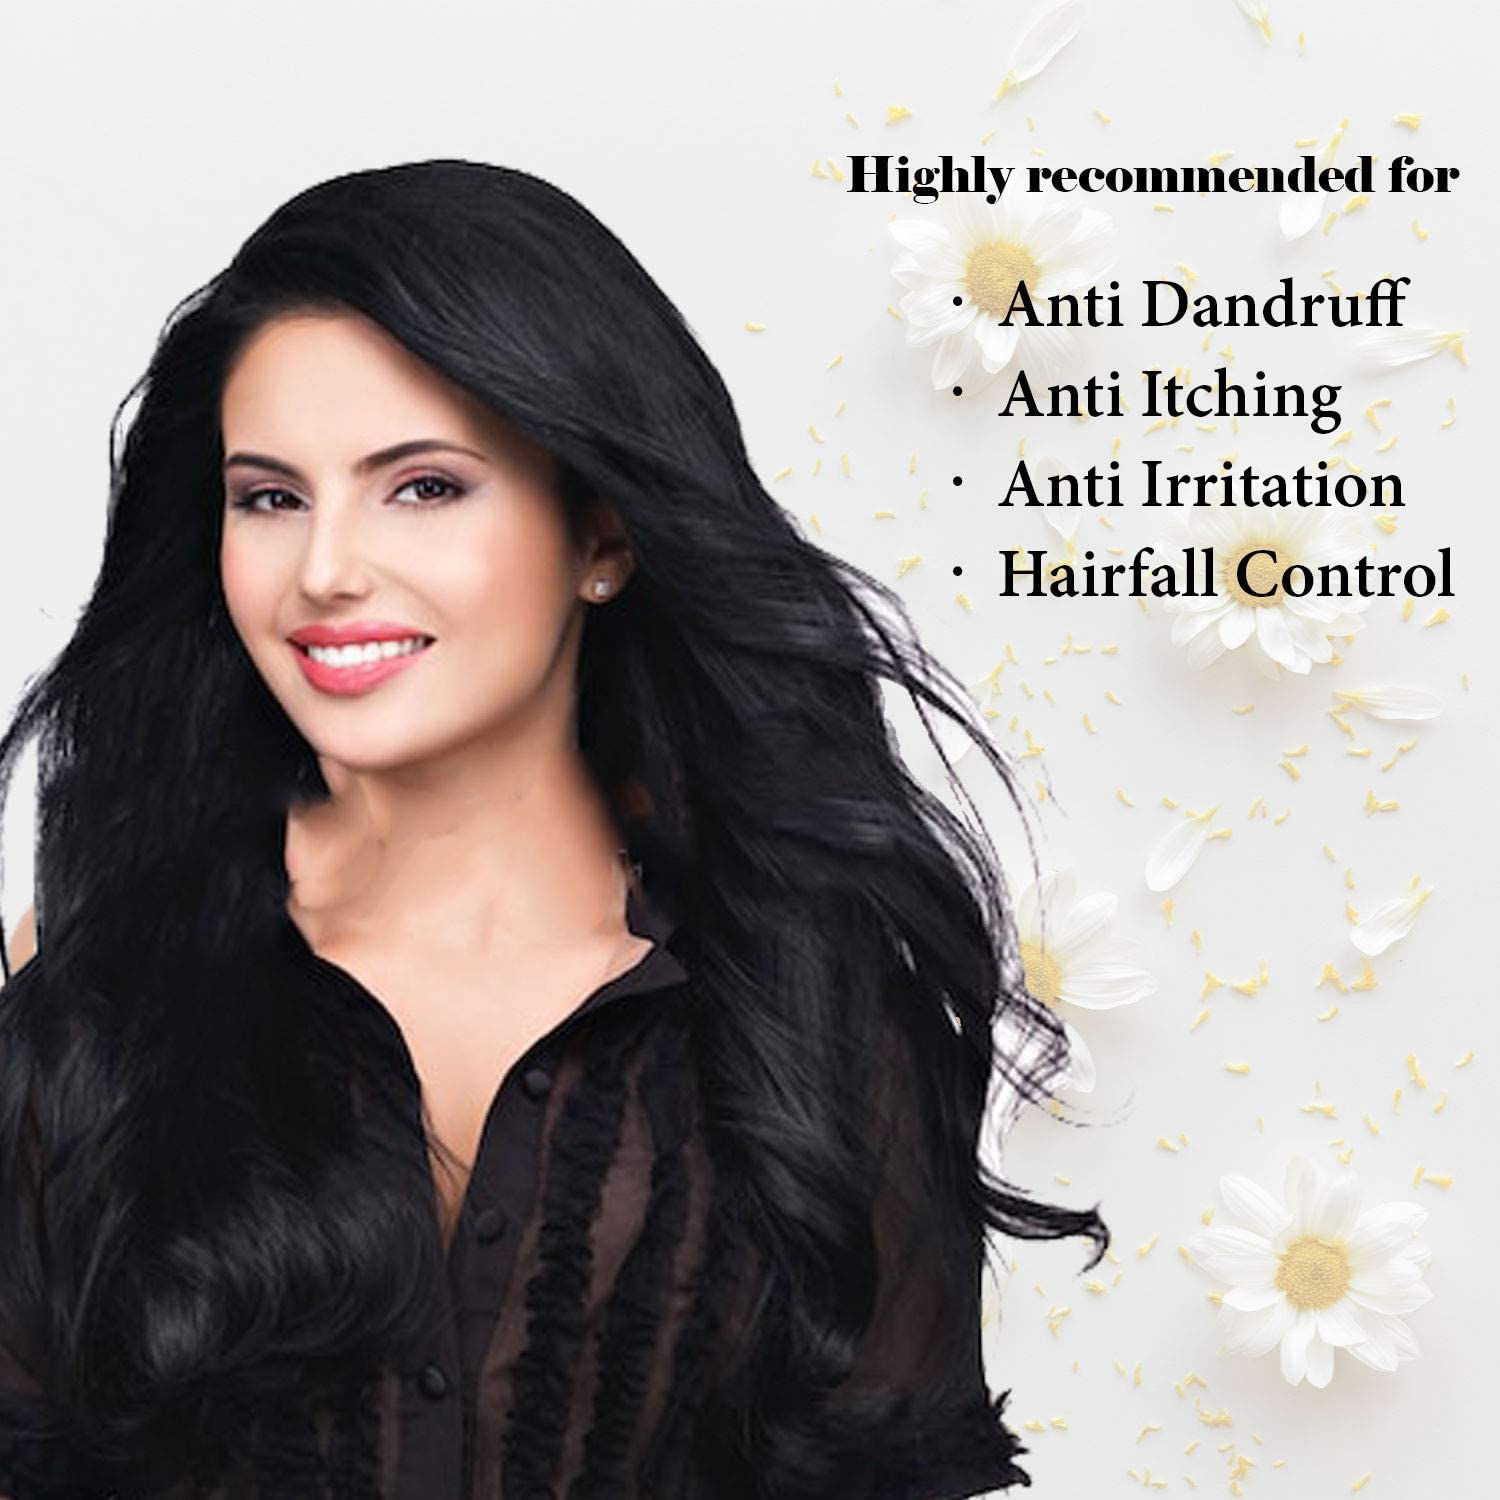 Highly recommended for
· Anti Dandruff
· Anti Itching
· Anti Irritation
· Hairfall Control